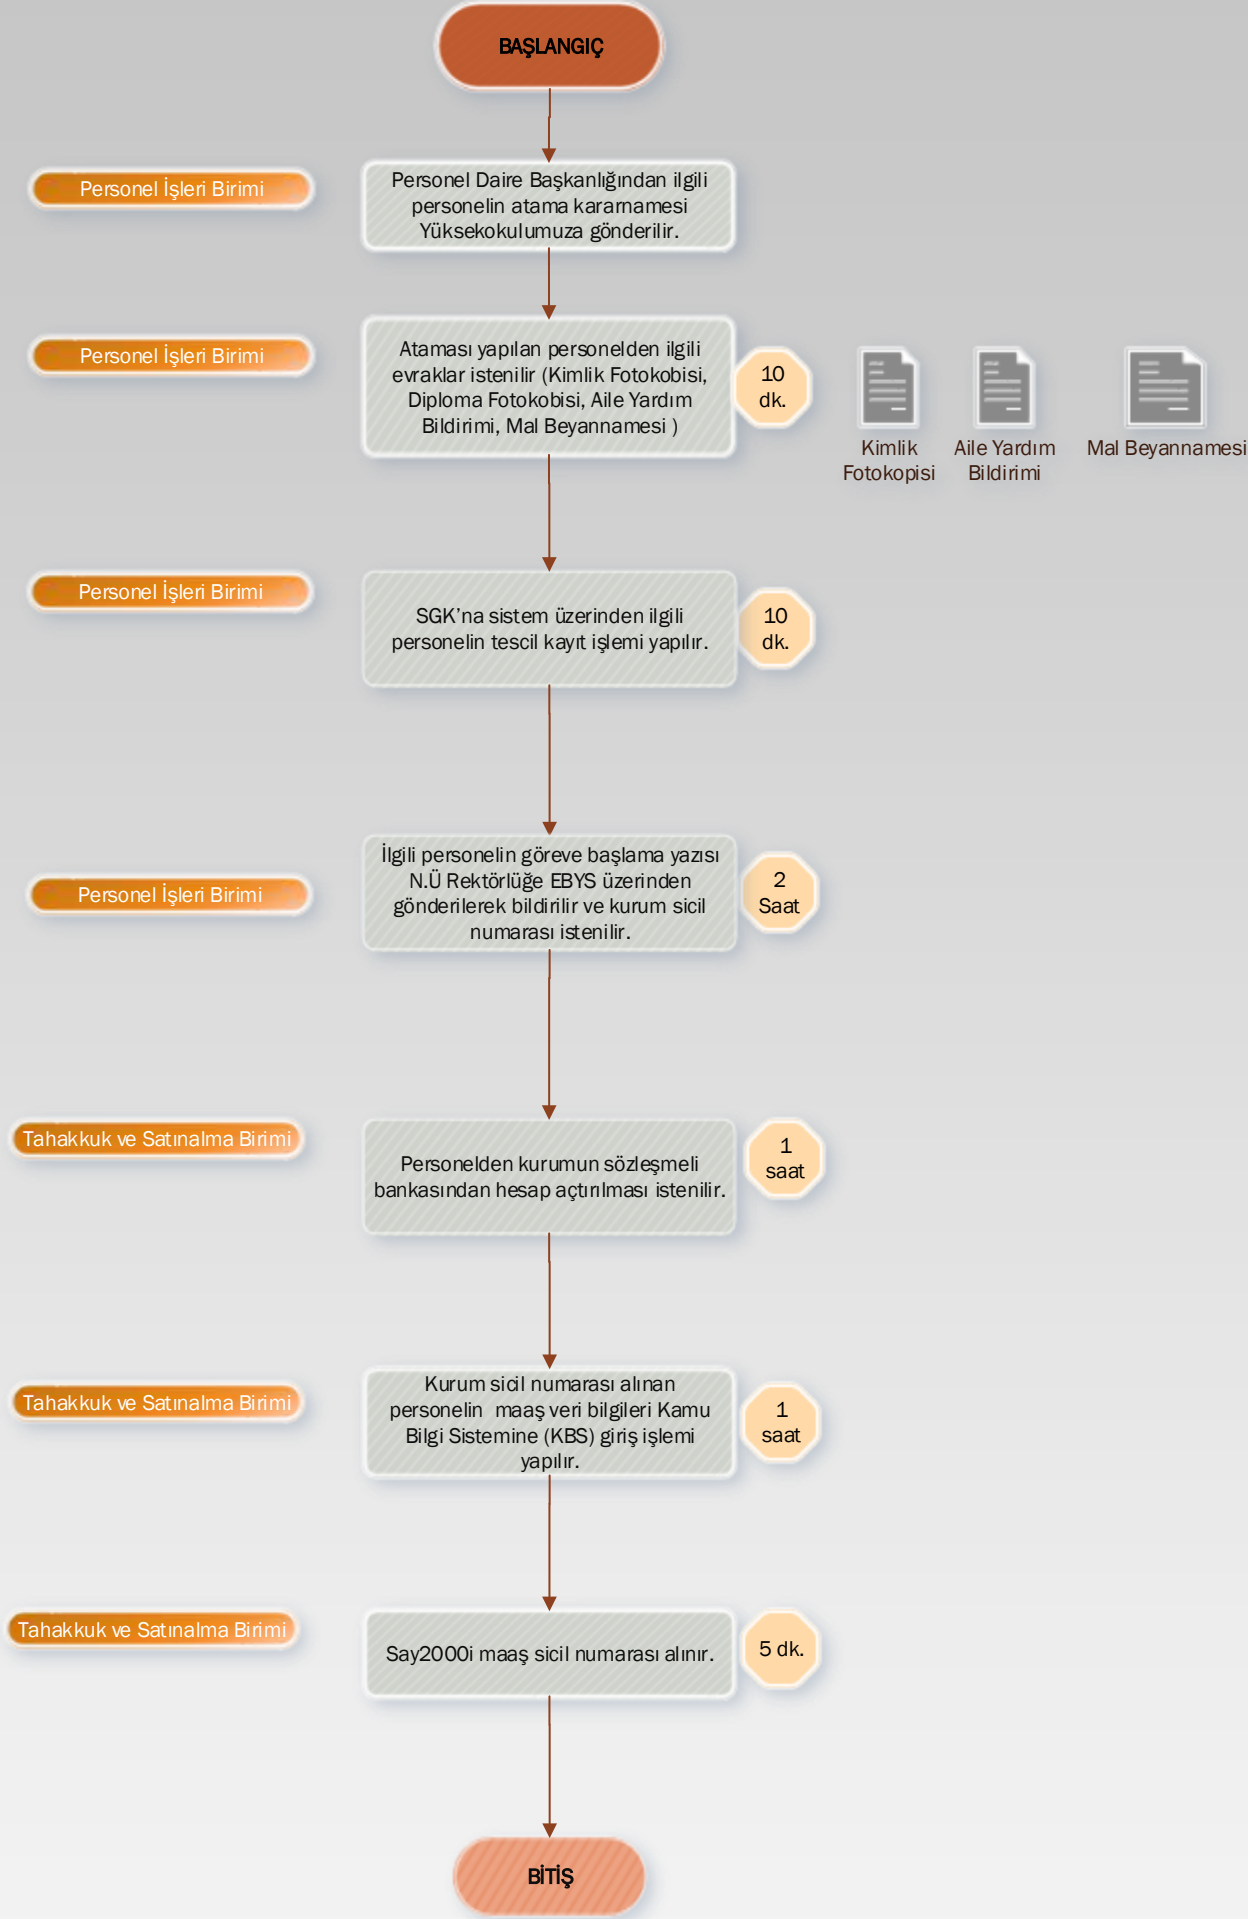 BAŞLANGIÇ
Personel İşleri Birimi
Personel Daire Başkanlığından ilgili
personelin atama kararnamesi
Yüksekokulumuza gönderilir.
Personel İşleri Birimi
Ataması yapılan personelden ilgili
evraklar istenilir (Kimlik Fotokobisi,
Diploma Fotokobisi, Aile Yardım
Bildirimi, Mal Beyannamesi )
10
dk.
Kimlik
Fotokopisi
Aile Yardım
Bildirimi
Mal Beyannamesi
Personel İşleri Birimi
SGK'na sistem üzerinden ilgili
personelin tescil kayıt işlemi yapılır.
10
dk.
Personel İşleri Birimi
İlgili personelin göreve başlama yazısı
N.Ü Rektörlüğe EBYS üzerinden
gönderilerek bildirilir ve kurum sicil
numarası istenilir.
2
Saat
Tahakkuk ve Satınalma Birimi
Personelden kurumun sözleşmeli
bankasından hesap açtırılması istenilir.
1
saat
Tahakkuk ve Satınalma Birimi
Kurum sicil numarası alınan
personelin  maaş veri bilgileri Kamu
Bilgi Sistemine (KBS) giriş işlemi
yapılır.
1
saat
Tahakkuk ve Satınalma Birimi
Say2000i maaş sicil numarası alınır.
5 dk.
BİTİŞ